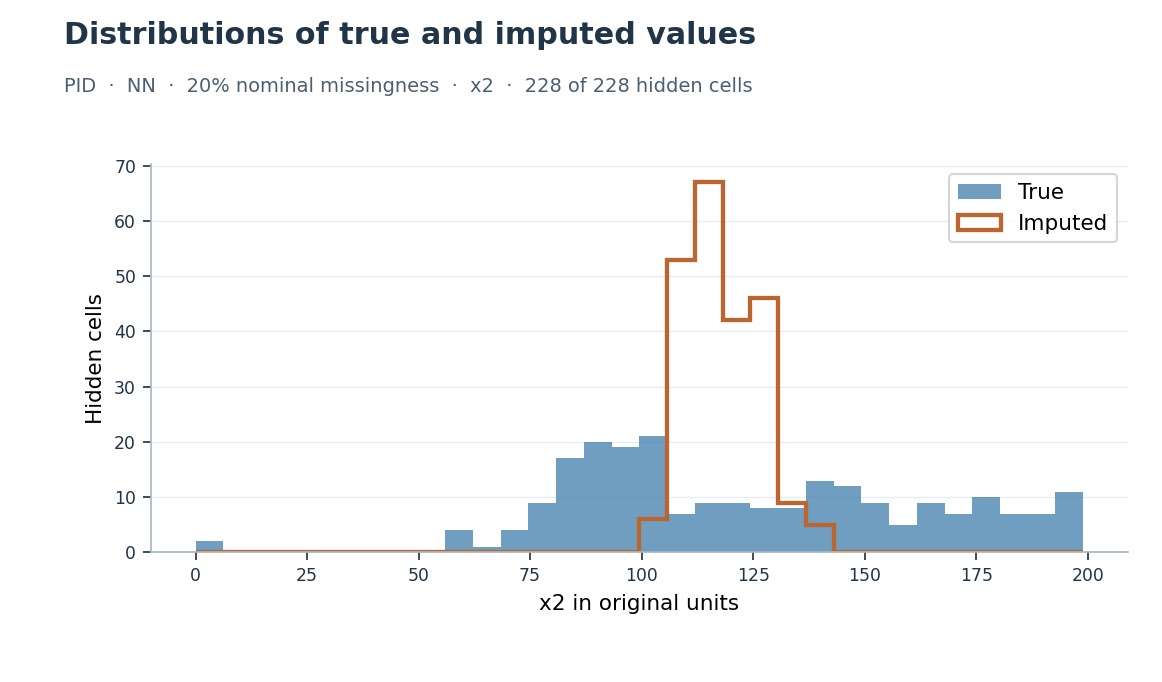 Distributions of true and imputed values
PID · NN · 20% nominal missingness · x2 · 228 of 228 hidden cells
70
60
50
40
30
20
10
0
Hidden cells
True
Imputed
0 25 50 75 100 125 150 175 200
x2 in original units